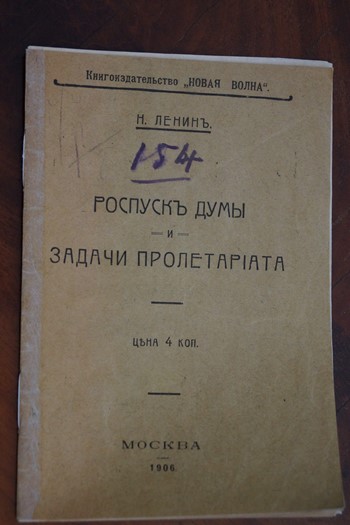 Книгоиздательство „НОВАЯ ВОЛНА“.
Н. ЛЕНИНЪ.
154
РОСПУСКЪ ДУМЫ
— И —
ЗАДАЧИ ПРОЛЕТАРІАТА
ЦѢНА 4 КОП.
МОСКВА
1906.